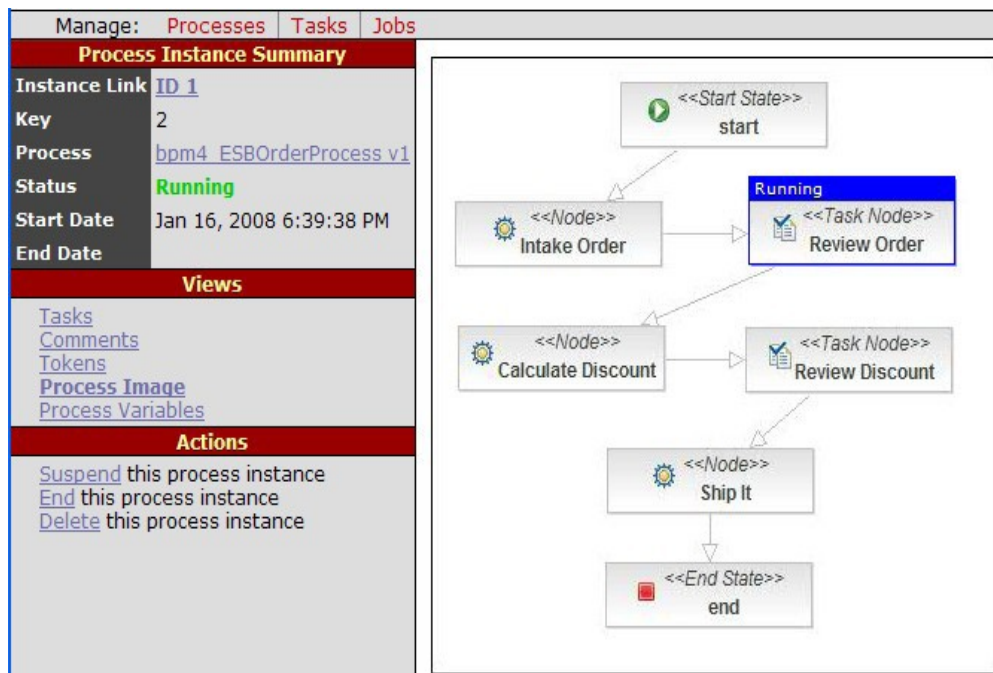 Manage: Processes Tasks Jobs
Process Instance Summary
Instance Link ID 1
Key 2
Process bpm4_ESBOrderProcess v1
Status Running
Start Date Jan 16, 2008 6:39:38 PM
End Date
Views
Tasks
Comments
Tokens
Process Image
Process Variables
Actions
Suspend this process instance
End this process instance
Delete this process instance
<<Start State>>
start
<<Node>>
Intake Order
Running
<<Task Node>>
Review Order
<<Node>>
Calculate Discount
<<Task Node>>
Review Discount
<<Node>>
Ship It
<<End State>>
end